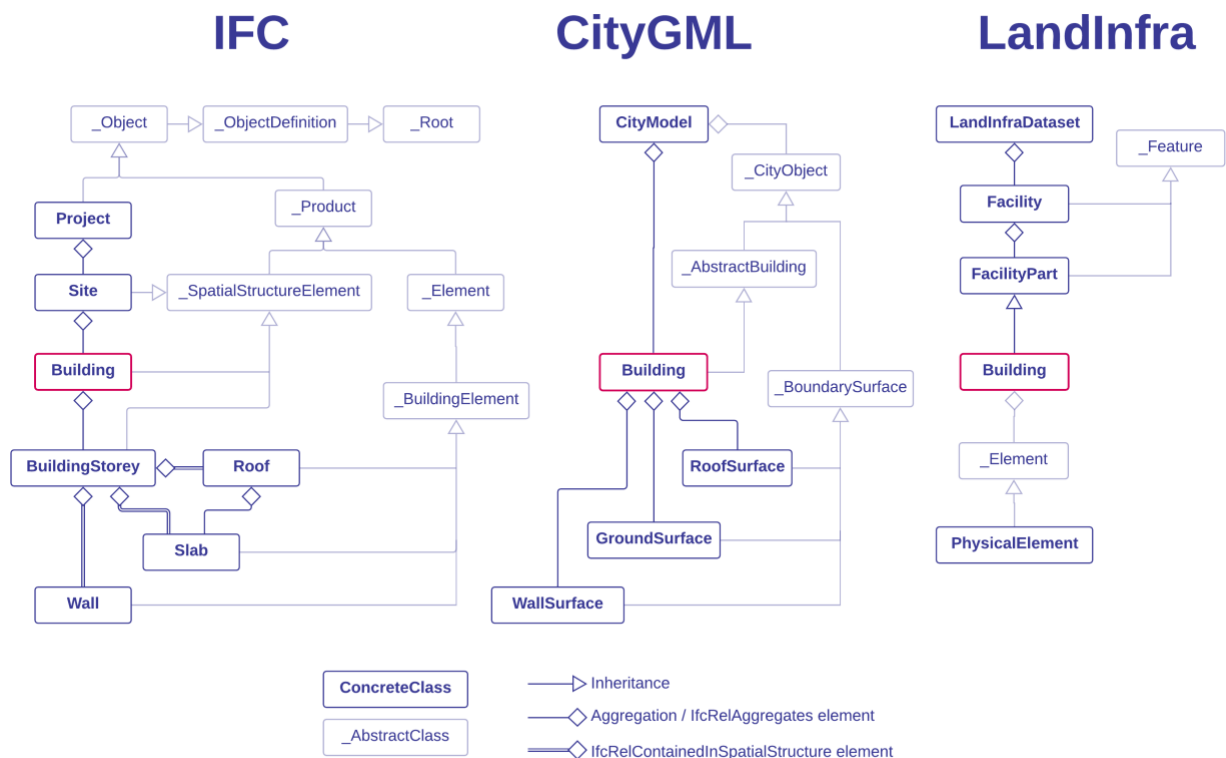 IFC
CityGML
LandInfra
_Object
_ObjectDefinition
_Root
Project
_Product
Site
_SpatialStructureElement
_Element
Building
_BuildingElement
BuildingStorey
Roof
Slab
Wall
CityModel
_CityObject
_AbstractBuilding
Building
_BoundarySurface
RoofSurface
GroundSurface
WallSurface
LandInfraDataset
_Feature
Facility
FacilityPart
Building
_Element
PhysicalElement
ConcreteClass
_AbstractClass
Inheritance
Aggregation / IfcRelAggregates element
IfcRelContainedInSpatialStructure element